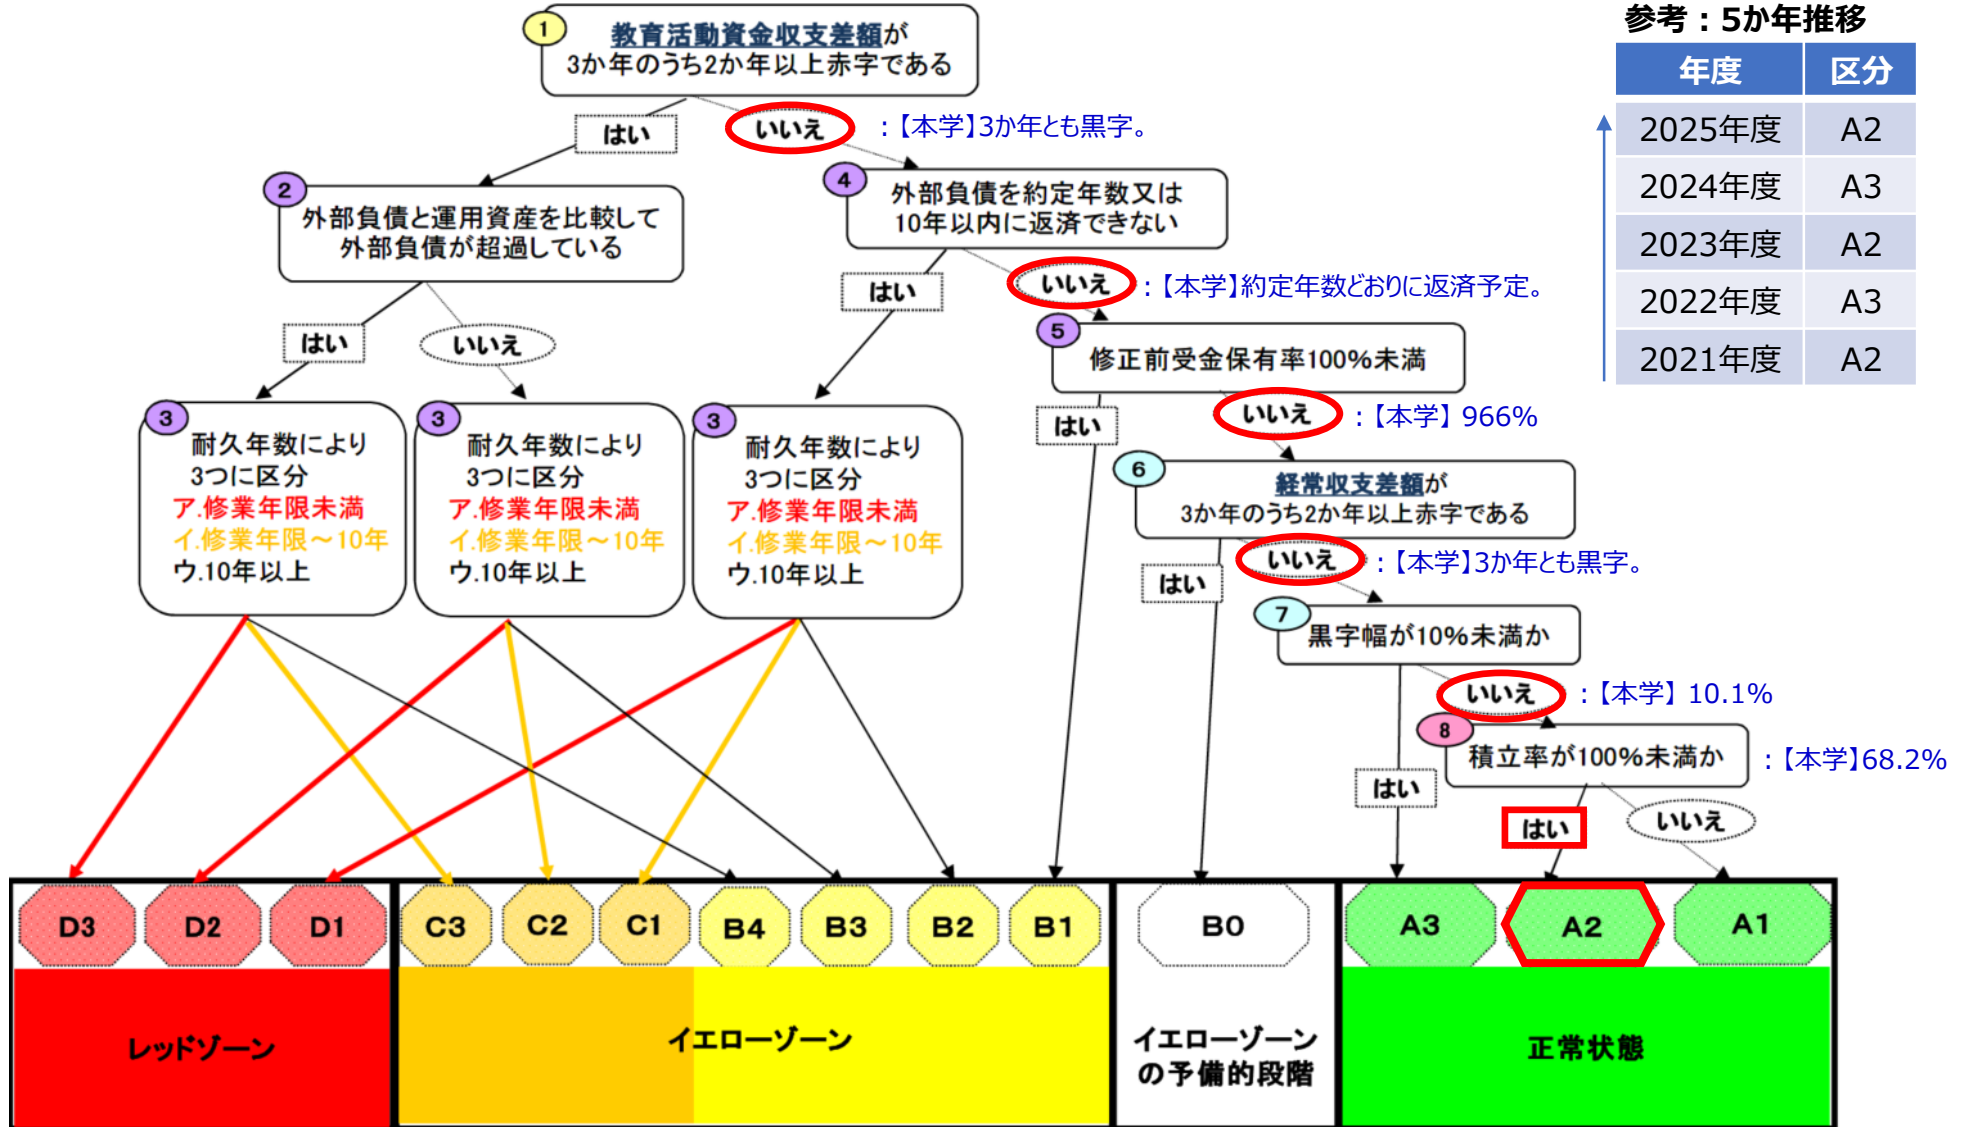 参考：5か年推移
年度 区分
2025年度 A2
2024年度 A3
2023年度 A2
2022年度 A3
2021年度 A2
1
教育活動資金収支差額が
3か年のうち2か年以上赤字である
はい
いいえ
：【本学】3か年とも黒字。
2
外部負債と運用資産を比較して
外部負債が超過している
4
外部負債を約定年数又は
10年以内に返済できない
はい
いいえ
はい
いいえ
：【本学】約定年数どおりに返済予定。
3
耐久年数により
3つに区分
ア.修業年限未満
イ.修業年限～10年
ウ.10年以上
3
耐久年数により
3つに区分
ア.修業年限未満
イ.修業年限～10年
ウ.10年以上
3
耐久年数により
3つに区分
ア.修業年限未満
イ.修業年限～10年
ウ.10年以上
5
修正前受金保有率100%未満
はい
いいえ
：【本学】 966%
6
経常収支差額が
3か年のうち2か年以上赤字である
はい
いいえ
：【本学】3か年とも黒字。
7
黒字幅が10%未満か
はい
いいえ
：【本学】 10.1%
8
積立率が100%未満か
：【本学】68.2%
はい
いいえ
D3 D2 D1 C3 C2 C1 B4 B3 B2 B1 B0 A3 A2 A1
レッドゾーン
イエローゾーン
イエローゾーン
の予備的段階
正常状態